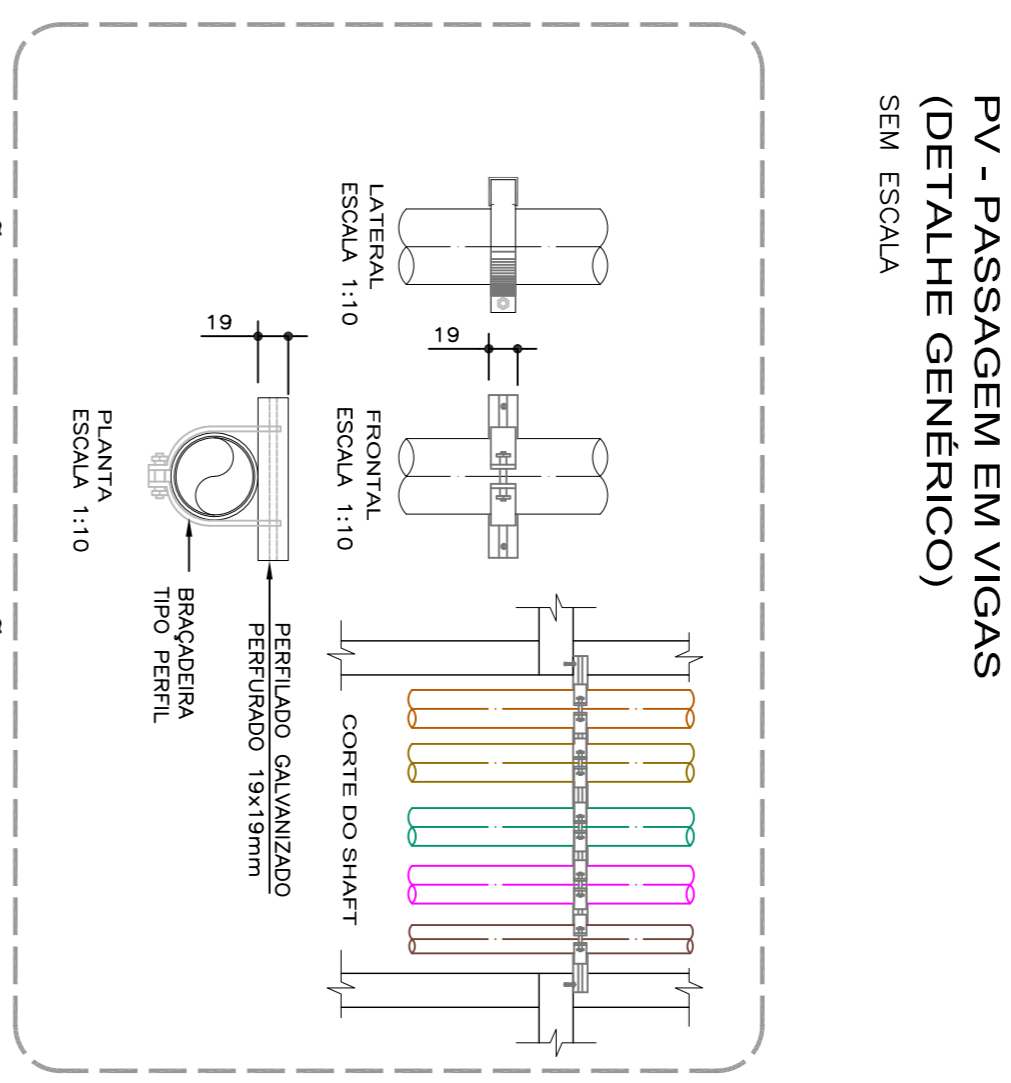 PV - PASSAGEM EM VIGAS
(DETALHE GENÉRICO)
SEM ESCALA
LATERAL
ESCALA 1:10
19
FRONTAL
ESCALA 1:10
CORTE DO SHAFT
19
PLANTA
ESCALA 1:10
BRAÇADEIRA
TIPO PERFIL
PERFILADO GALVANIZADO
PERFURADO 19x19mm